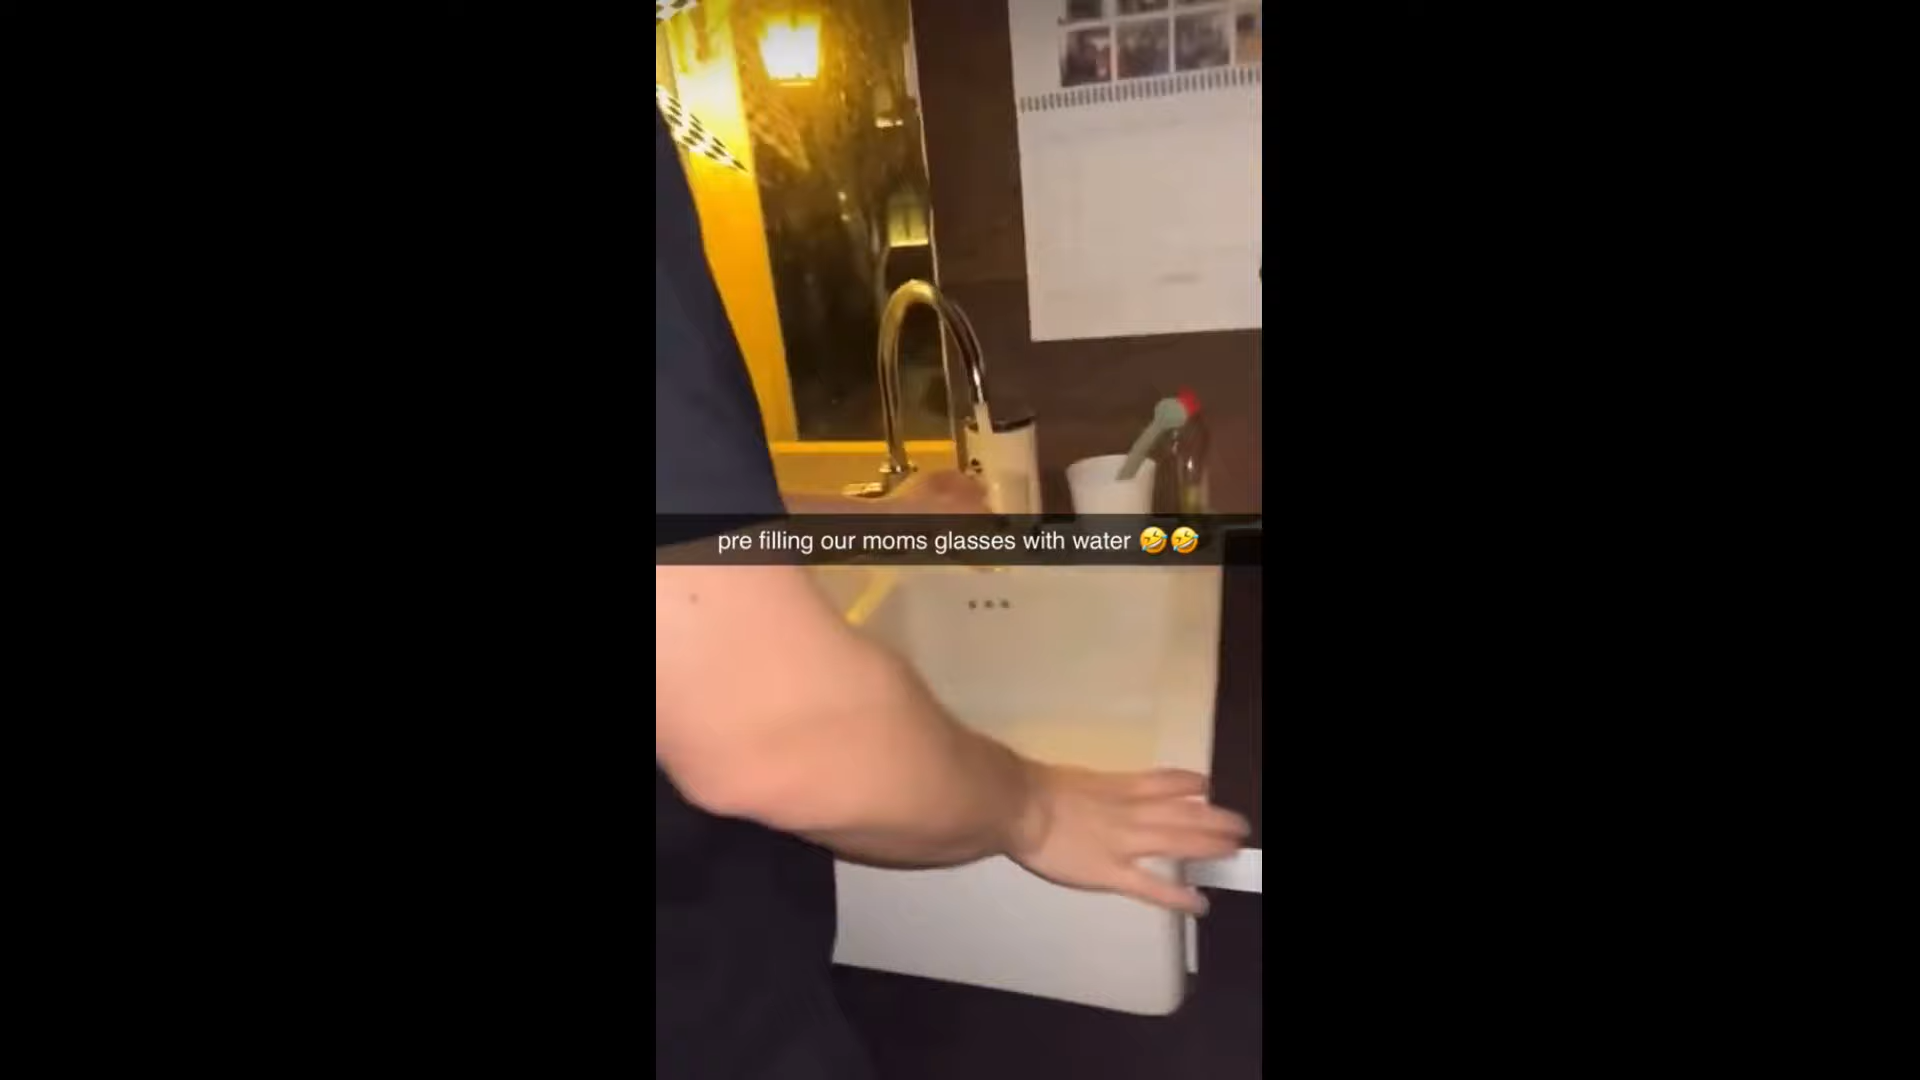 pre filling our moms glasses with water 🤣🤣